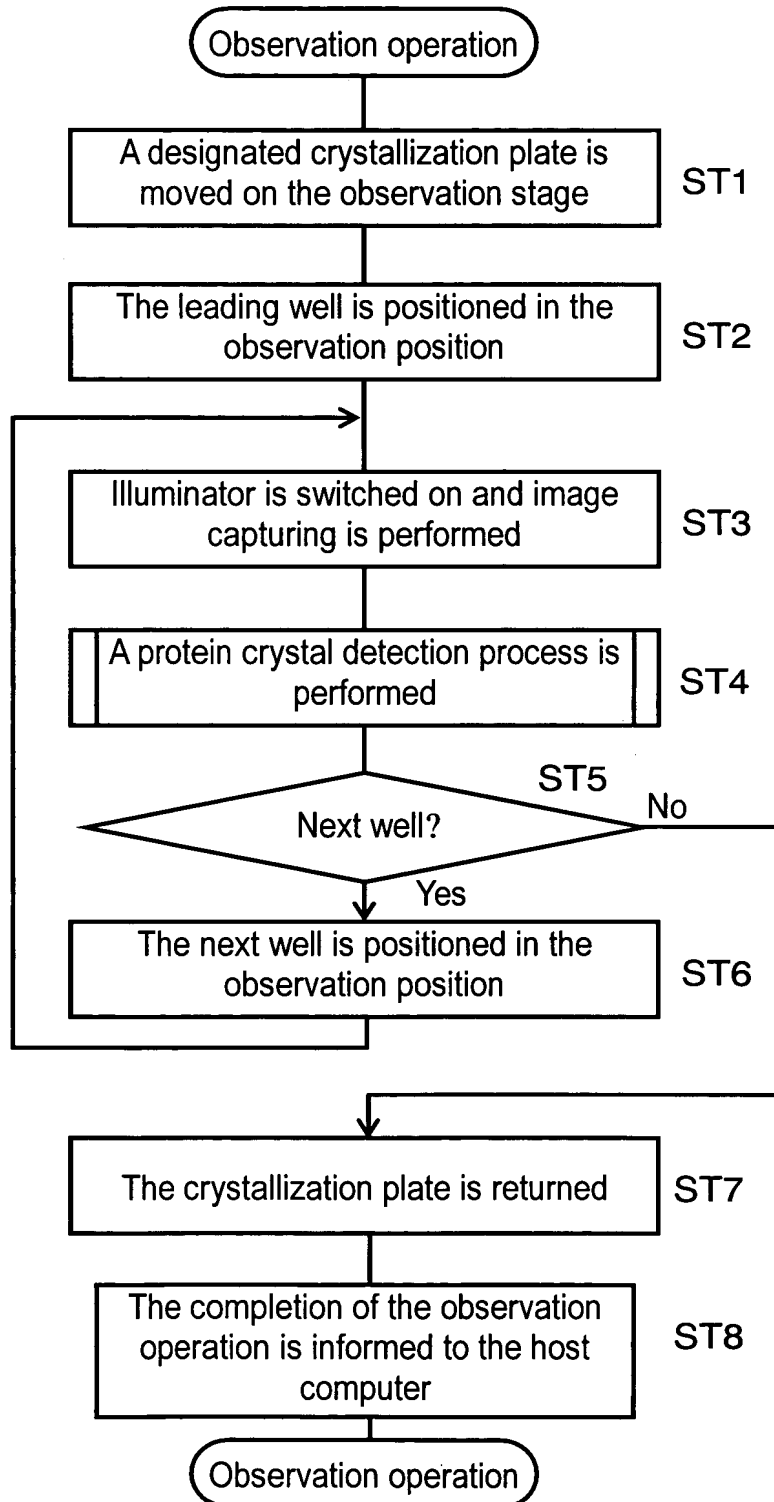 Observation operation
A designated crystallization plate is
moved on the observation stage
ST1
The leading well is positioned in the
observation position
ST2
Illuminator is switched on and image
capturing is performed
ST3
A protein crystal detection process is
performed
ST4
ST5
Next well?
No
Yes
The next well is positioned in the
observation position
ST6
The crystallization plate is returned
ST7
The completion of the observation
operation is informed to the host
computer
ST8
Observation operation